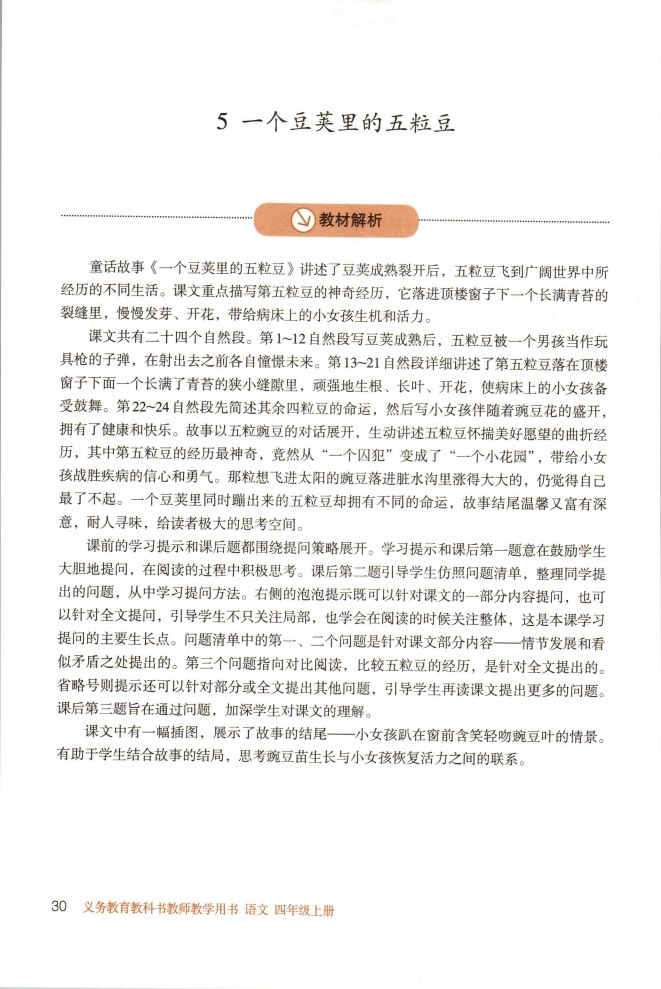 5 一个豆荚里的五粒豆
教材解析
童话故事《一个豆荚里的五粒豆》讲述了豆荚成熟裂开后，五粒豆飞到广阔世界中所
经历的不同生活。课文重点描写第五粒豆的神奇经历，它落进顶楼窗子下一个长满青苔的
裂缝里，慢慢发芽、开花，带给病床上的小女孩生机和活力。
课文共有二十四个自然段。第1~12自然段写豆荚成熟后，五粒豆被一个男孩当作玩
具枪的子弹，在射出去之前各自憧憬未来。第13~21自然段详细讲述了第五粒豆落在顶楼
窗子下面一个长满了青苔的狭小缝隙里，顽强地生根、长叶、开花，使病床上的小女孩备
受鼓舞。第22~24自然段先简述其余四粒豆的命运，然后写小女孩伴随着豌豆花的盛开，
拥有了健康和快乐。故事以五粒豌豆的对话展开，生动讲述五粒豆怀揣美好愿望的曲折经
历，其中第五粒豆的经历最神奇，竟然从“一个囚犯”变成了“一个小花园”，带给小女
孩战胜疾病的信心和勇气。那粒想飞进太阳的豌豆落进脏水沟里涨得大大的，仍觉得自己
最了不起。一个豆荚里同时蹦出来的五粒豆却拥有不同的命运，故事结尾温馨又富有深
意，耐人寻味，给读者极大的思考空间。
课前的学习提示和课后题都围绕提问策略展开。学习提示和课后第一题意在鼓励学生
大胆地提问，在阅读的过程中积极思考。课后第二题引导学生仿照问题清单，整理同学提
出的问题，从中学习提问方法。右侧的泡泡提示既可以针对课文的一部分内容提问，也可
以针对全文提问，引导学生不只关注局部，也学会在阅读的时候关注整体，这是本课学习
提问的主要生长点。问题清单中的第一、二个问题是针对课文部分内容——情节发展和看
似矛盾之处提出的。第三个问题指向对比阅读，比较五粒豆的经历，是针对全文提出的。
省略号则提示还可以针对部分或全文提出其他问题，引导学生再读课文提出更多的问题。
课后第三题旨在通过问题，加深学生对课文的理解。
课文中有一幅插图，展示了故事的结尾——小女孩趴在窗前含笑轻吻豌豆叶的情景。
有助于学生结合故事的结局，思考豌豆苗生长与小女孩恢复活力之间的联系。
30 义务教育教科书教师教学用书 语文 四年级上册